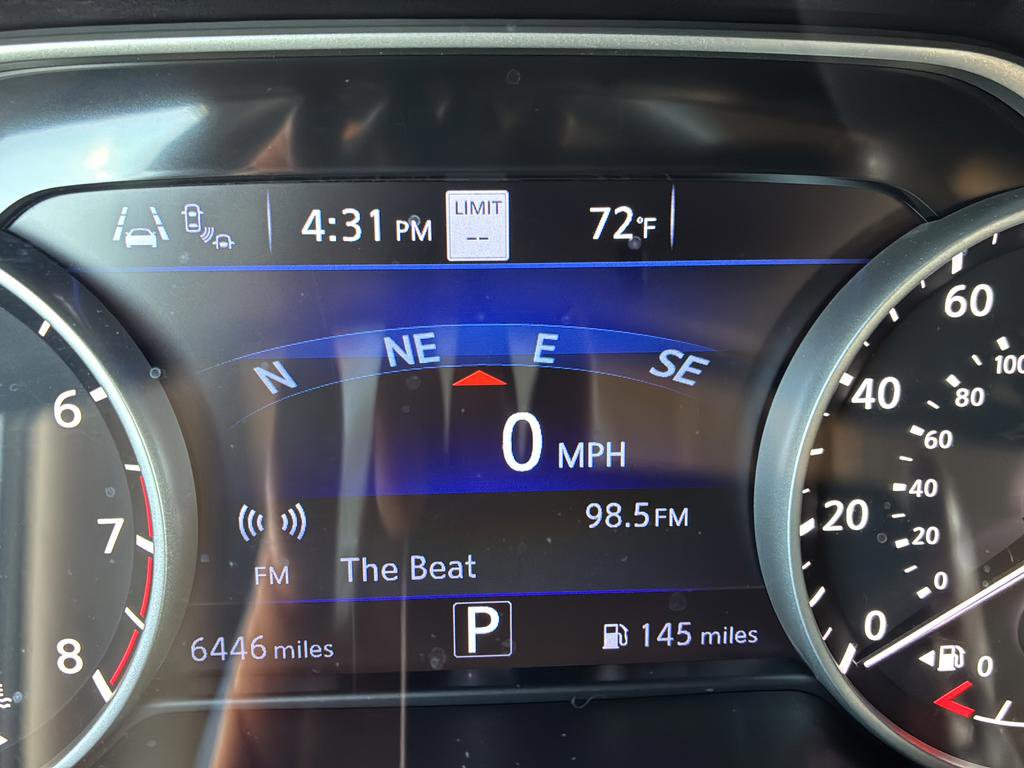 4:31 PM
LIMIT
--
72°F
N NE E SE
0 MPH
98.5FM
FM
The Beat
6446 miles
P
145 miles
6
7
8
60
40
20
0
100
80
60
40
20
0
0